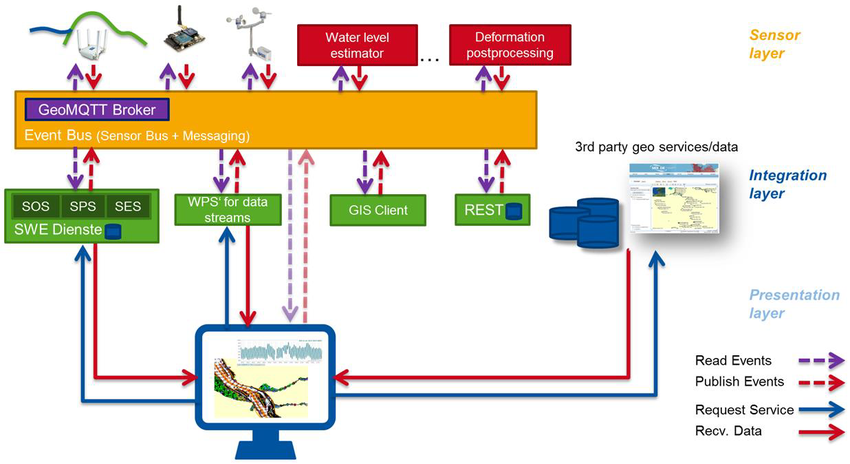 Sensor
layer
Water level
estimator
...
Deformation
postprocessing
GeoMQTT Broker
Event Bus (Sensor Bus + Messaging)
3rd party geo services/data
Integration
layer
SOS
SPS
SES
SWE Dienste
WPS' for data
streams
GIS Client
REST
Presentation
layer
Read Events
Publish Events
Request Service
Recv. Data